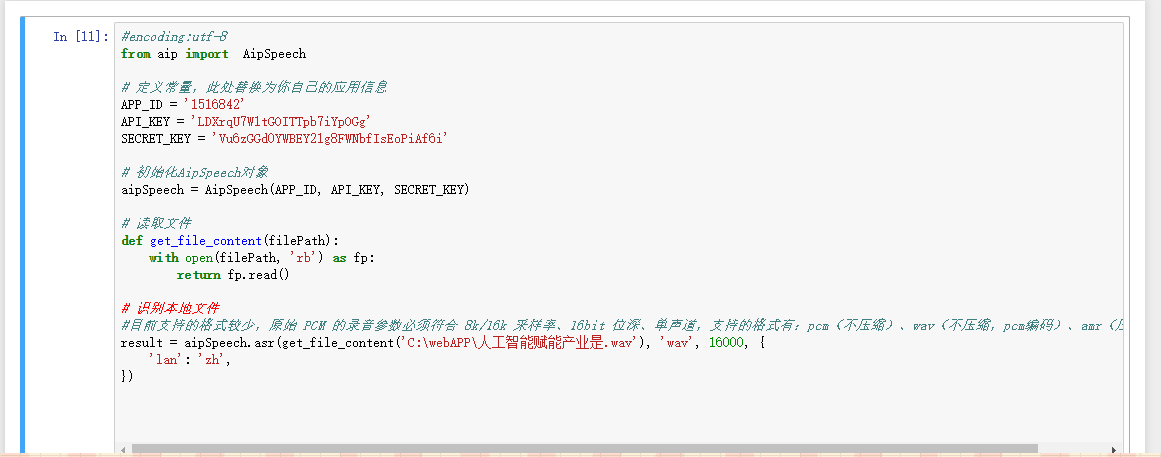 In [11]:
#encoding:utf-8
from aip import  AipSpeech
# 定义常量，此处替换为你自己的应用信息
APP_ID = '1516842'
API_KEY = 'LDXrqU7WltGOITTpb7iYpOGg'
SECRET_KEY = 'Vu6zGGdOYWBEY21g8FWNbfIsEoPiAf6i'
# 初始化AipSpeech对象
aipSpeech = AipSpeech(APP_ID, API_KEY, SECRET_KEY)
# 读取文件
def get_file_content(filePath):
    with open(filePath, 'rb') as fp:
        return fp.read()
# 识别本地文件
#目前支持的格式较少，原始 PCM 的录音参数必须符合 8k/16k 采样率、16bit 位深、单声道，支持的格式有：pcm（不压缩）、wav（不压缩，pcm编码）、amr（压
result = aipSpeech.asr(get_file_content('C:\webAPP\人工智能赋能产业是.wav'), 'wav', 16000, {
    'lan': 'zh',
})